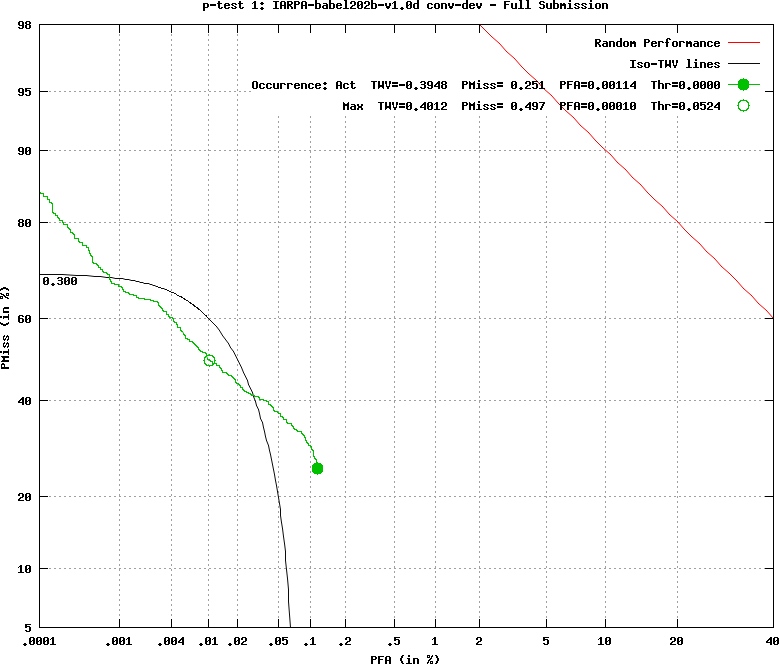 p-test 1: IARPA-babel202b-v1.0d conv-dev - Full Submission
Random Performance
Iso-TWV lines
Occurrence: Act TWV=-0.3948 PMiss= 0.251 PFA=0.00114 Thr=0.0000
Max TWV=0.4012 PMiss= 0.497 PFA=0.00010 Thr=0.0524
98
95
90
80
60
40
20
10
5
PMiss (in %)
0.300
.0001 .001 .004 .01 .02 .05 .1 .2 .5 1 2 5 10 20 40
PFA (in %)